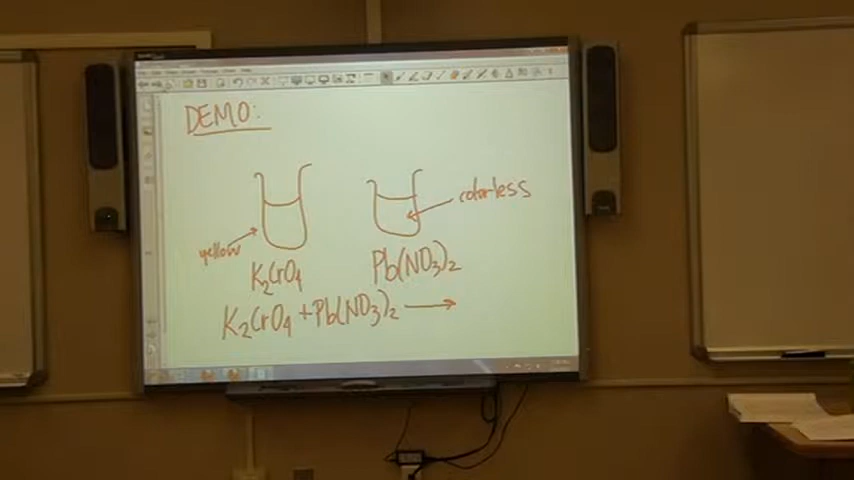 DEMO:
colorless
yellow
K₂CrO₄
Pb(NO₃)₂
K₂CrO₄ + Pb(NO₃)₂ →